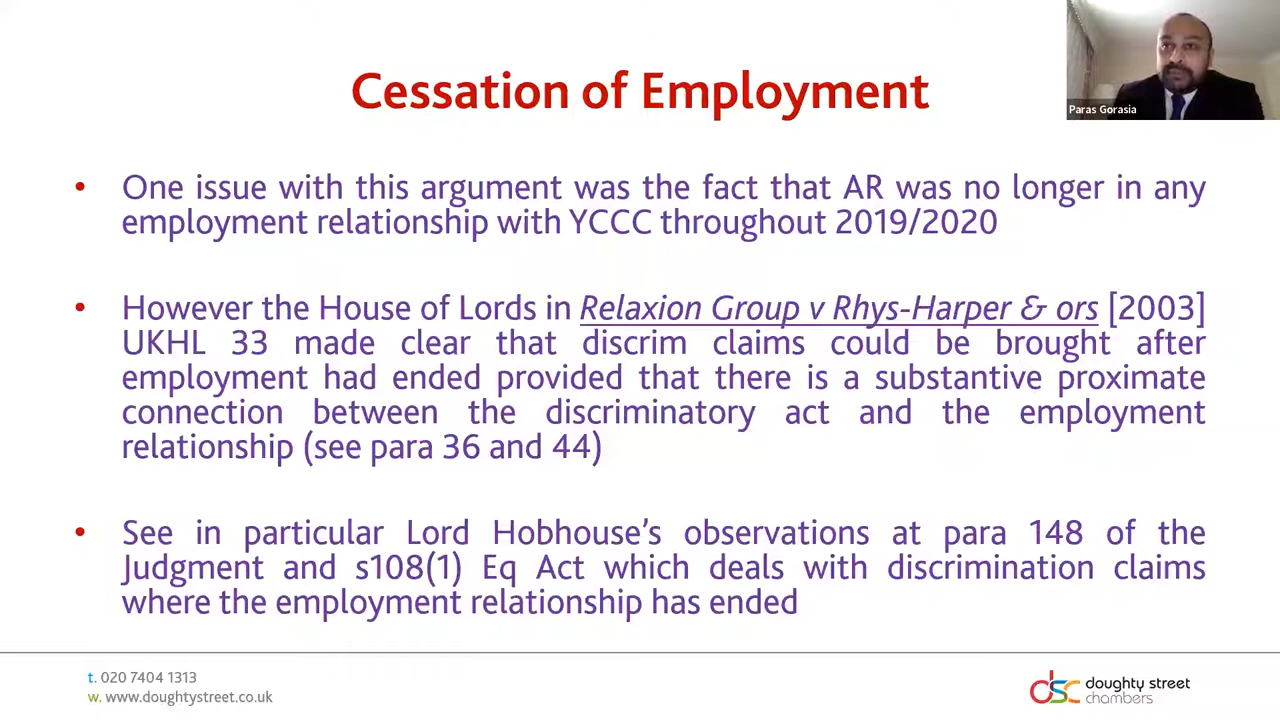 Cessation of Employment
Paras Gorasia
• One issue with this argument was the fact that AR was no longer in any
employment relationship with YCCC throughout 2019/2020
• However the House of Lords in Relaxion Group v Rhys-Harper & ors [2003]
UKHL 33 made clear that discrim claims could be brought after
employment had ended provided that there is a substantive proximate
connection between the discriminatory act and the employment
relationship (see para 36 and 44)
• See in particular Lord Hobhouse’s observations at para 148 of the
Judgment and s108(1) Eq Act which deals with discrimination claims
where the employment relationship has ended
t. 020 7404 1313
w. www.doughtystreet.co.uk
dsc doughty street
chambers